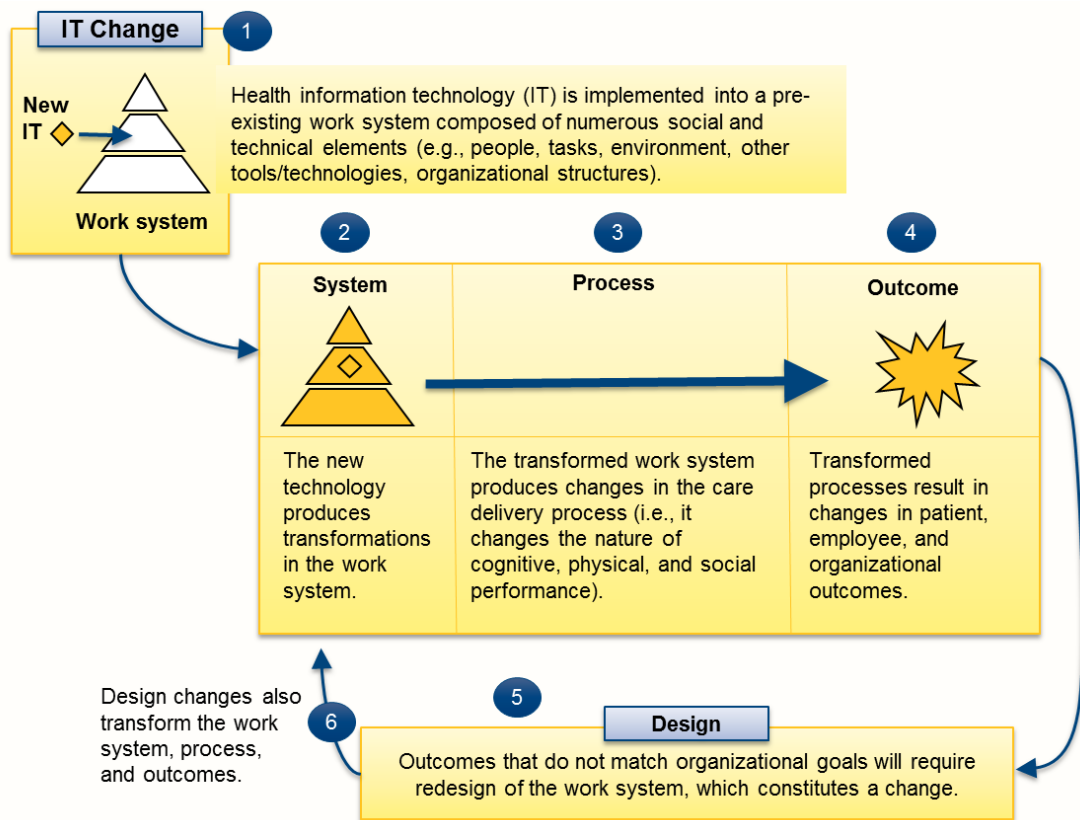 IT Change
1
New
IT
Work system
Health information technology (IT) is implemented into a pre-
existing work system composed of numerous social and
technical elements (e.g., people, tasks, environment, other
tools/technologies, organizational structures).
2
3
4
System
Process
Outcome
The new
technology
produces
transformations
in the work
system.
The transformed work system
produces changes in the care
delivery process (i.e., it
changes the nature of
cognitive, physical, and social
performance).
Transformed
processes result in
changes in patient,
employee, and
organizational
outcomes.
5
Design
Outcomes that do not match organizational goals will require
redesign of the work system, which constitutes a change.
6
Design changes also
transform the work
system, process,
and outcomes.